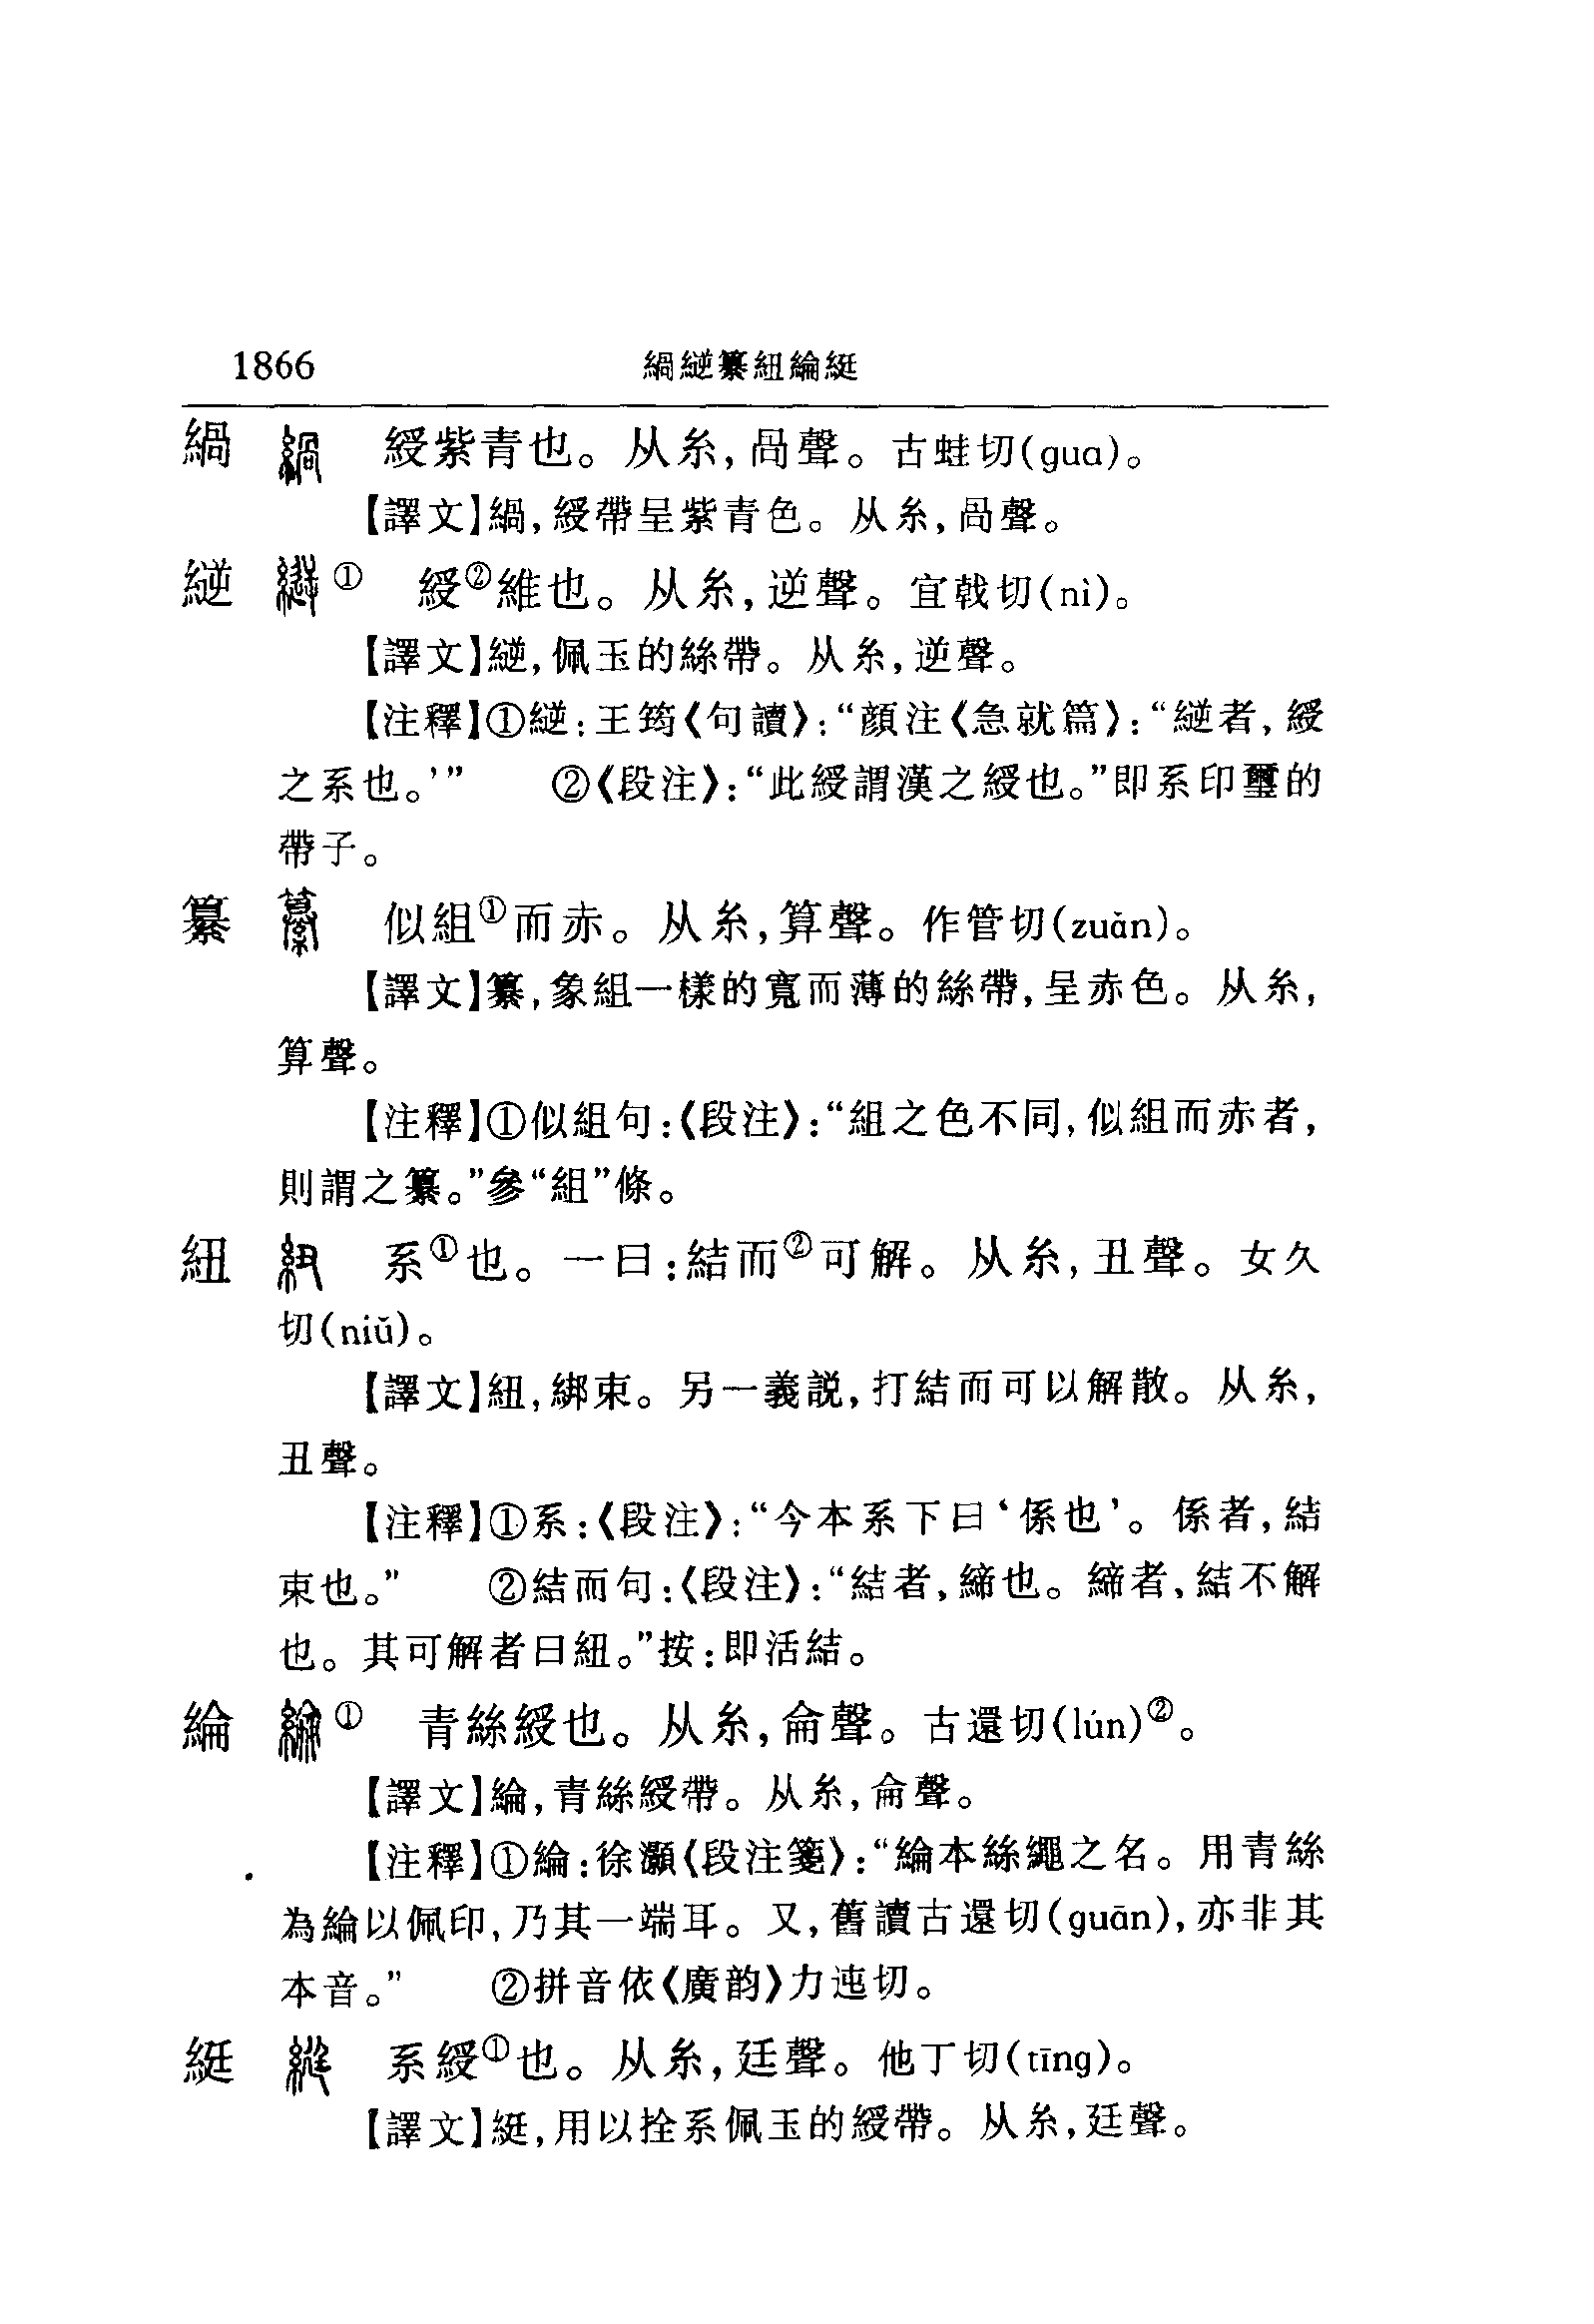 1866 緺縌纂紐綸綎
緺 綬紫青也。从糸,咼聲。古蛙切(gua)。
【譯文】緺,綬帶呈紫青色。从糸,咼聲。
縌 ① 綬②維也。从糸,逆聲。宜戟切(nì)。
【譯文】縌,佩玉的絲帶。从糸,逆聲。
【注釋】①縌:王筠《句讀》:“顏注《急就篇》:“縌者,綬
之系也。’” ②《段注》:“此綬謂漢之綬也。”即系印璽的
帶子。
纂 似組①而赤。从糸,算聲。作管切(zuǎn)。
【譯文】纂,象組一樣的寬而薄的絲帶,呈赤色。从糸,
算聲。
【注釋】①似組句:《段注》:“組之色不同,似組而赤者,
則謂之纂。”參“組”條。
紐 系①也。一曰:結而②可解。从糸,丑聲。女久
切(niǔ)。
【譯文】紐,綁束。另一義説,打結而可以解散。从糸,
丑聲。
【注釋】①系:《段注》:“今本系下曰‘係也’。係者,結
束也。” ②結而句:《段注》:“結者,締也。締者,結不解
也。其可解者曰紐。”按:即活結。
綸 ① 青絲綬也。从糸,侖聲。古還切(lún)②。
【譯文】綸,青絲綬帶。从糸,侖聲。
【注釋】①綸:徐灝《段注箋》:“綸本絲繩之名。用青絲
為綸以佩印,乃其一端耳。又,舊讀古還切(guān),亦非其
本音。” ②拼音依《廣韵》力迍切。
綎 系綬①也。从糸,廷聲。他丁切(tīng)。
【譯文】綎,用以拴系佩玉的綬帶。从糸,廷聲。